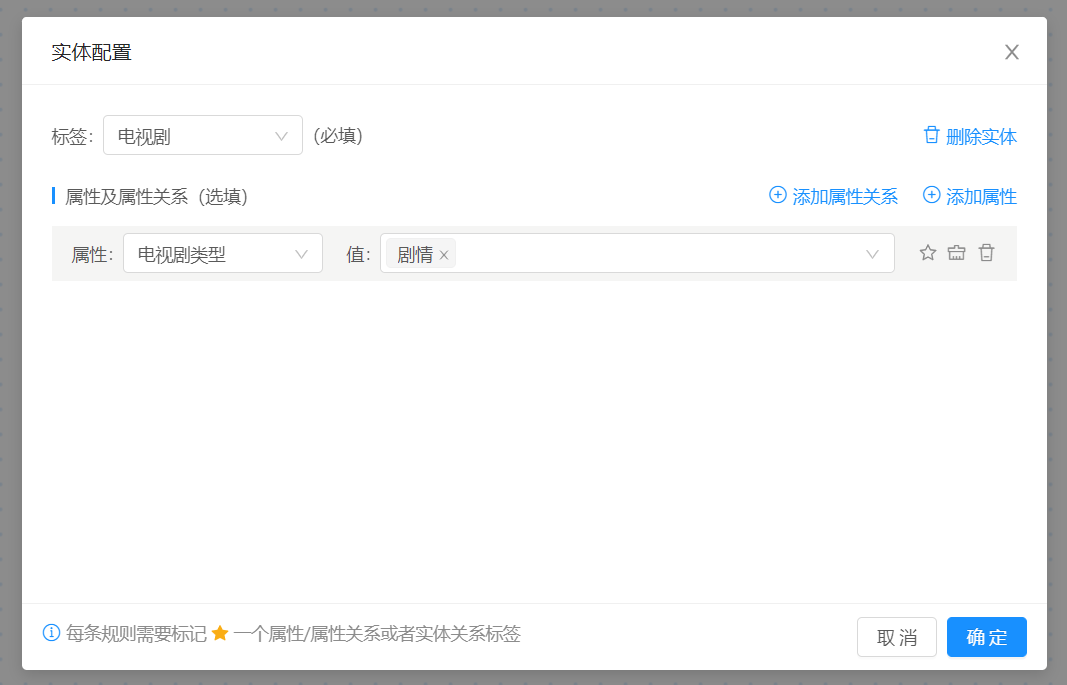 实体配置
标签: 电视剧 (必填) 删除实体
属性及属性关系（选填） 添加属性关系 添加属性
属性: 电视剧类型 值: 剧情
每条规则需要标记 一个属性/属性关系或者实体关系标签
取消 确定